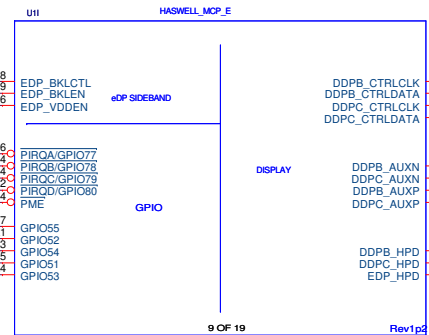 U1I
HASWELL_MCP_E
8 EDP_BKLCTL
9 EDP_BKLEN
6 EDP_VDDEN
eDP SIDEBAND
DDPB_CTRLCLK
DDPB_CTRLDATA
DDPC_CTRLCLK
DDPC_CTRLDATA
6 PIRQA/GPIO77
4 PIRQB/GPIO78
4 PIRQC/GPIO79
2 PIRQD/GPIO80
4 PME
GPIO
DISPLAY
DDPB_AUXN
DDPC_AUXN
DDPB_AUXP
DDPC_AUXP
7 GPIO55
1 GPIO52
3 GPIO54
5 GPIO51
4 GPIO53
DDPB_HPD
DDPC_HPD
EDP_HPD
9 OF 19
Rev1p2